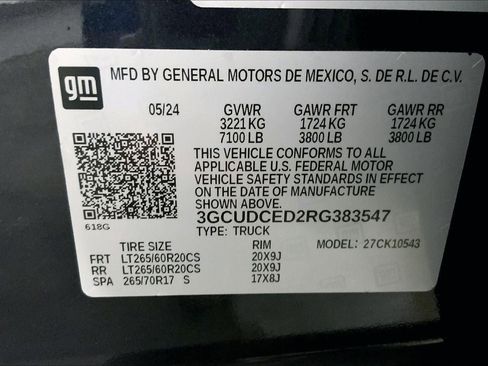 gm
MFD BY GENERAL MOTORS DE MEXICO, S. DE R.L. DE C.V.
05/24 GVWR GAWR FRT GAWR RR
3221 KG 1724 KG 1724 KG
7100 LB 3800 LB 3800 LB
THIS VEHICLE CONFORMS TO ALL
APPLICABLE U.S. FEDERAL MOTOR
VEHICLE SAFETY STANDARDS IN EFFECT
ON THE DATE OF MANUFACTURE
SHOWN ABOVE.
3GCUDCED2RG383547
618G
TYPE: TRUCK MODEL: 27CK10543
TIRE SIZE RIM
FRT LT265/60R20CS 20X9J
RR LT265/60R20CS 20X9J
SPA 265/70R17 S 17X8J